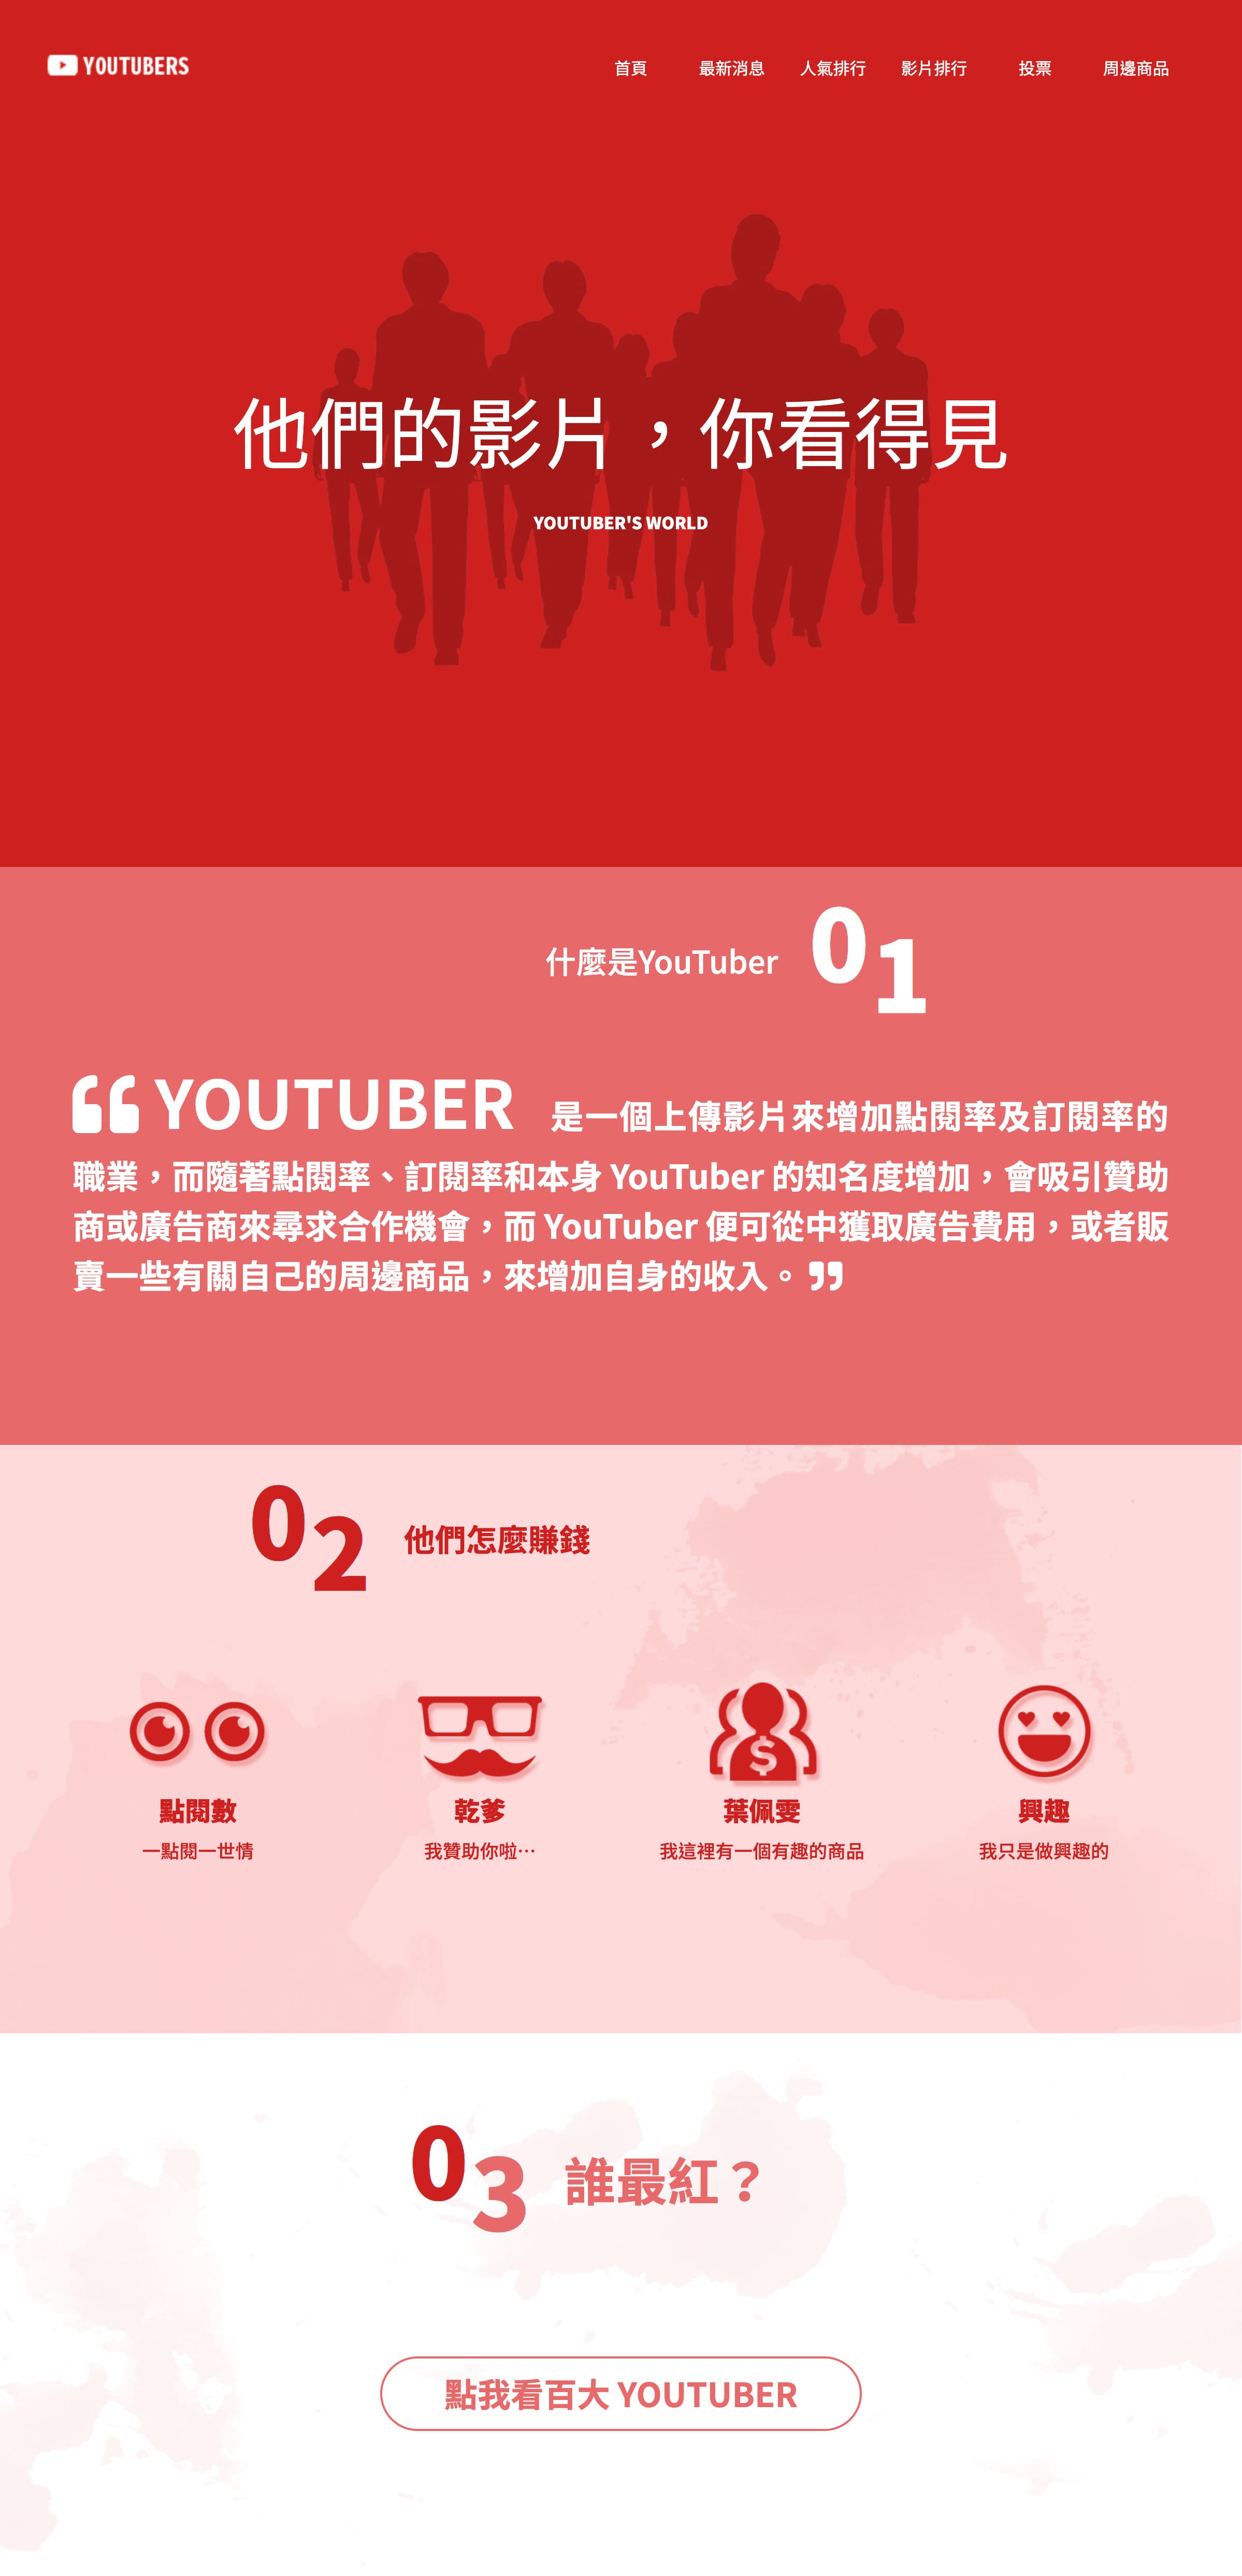 YOUTUBERS
首頁 最新消息 人氣排行 影片排行 投票 周邊商品
他們的影片，你看得見
YOUTUBER'S WORLD
什麼是YouTuber 01
“ YOUTUBER 是一個上傳影片來增加點閱率及訂閱率的
職業，而隨著點閱率、訂閱率和本身 YouTuber 的知名度增加，會吸引贊助
商或廣告商來尋求合作機會，而 YouTuber 便可從中獲取廣告費用，或者販
賣一些有關自己的周邊商品，來增加自身的收入。 ”
02 他們怎麼賺錢
點閱數 乾爹 葉佩雯 興趣
一點閱一世情 我贊助你啦… 我這裡有一個有趣的商品 我只是做興趣的
03 誰最紅？
點我看百大 YOUTUBER